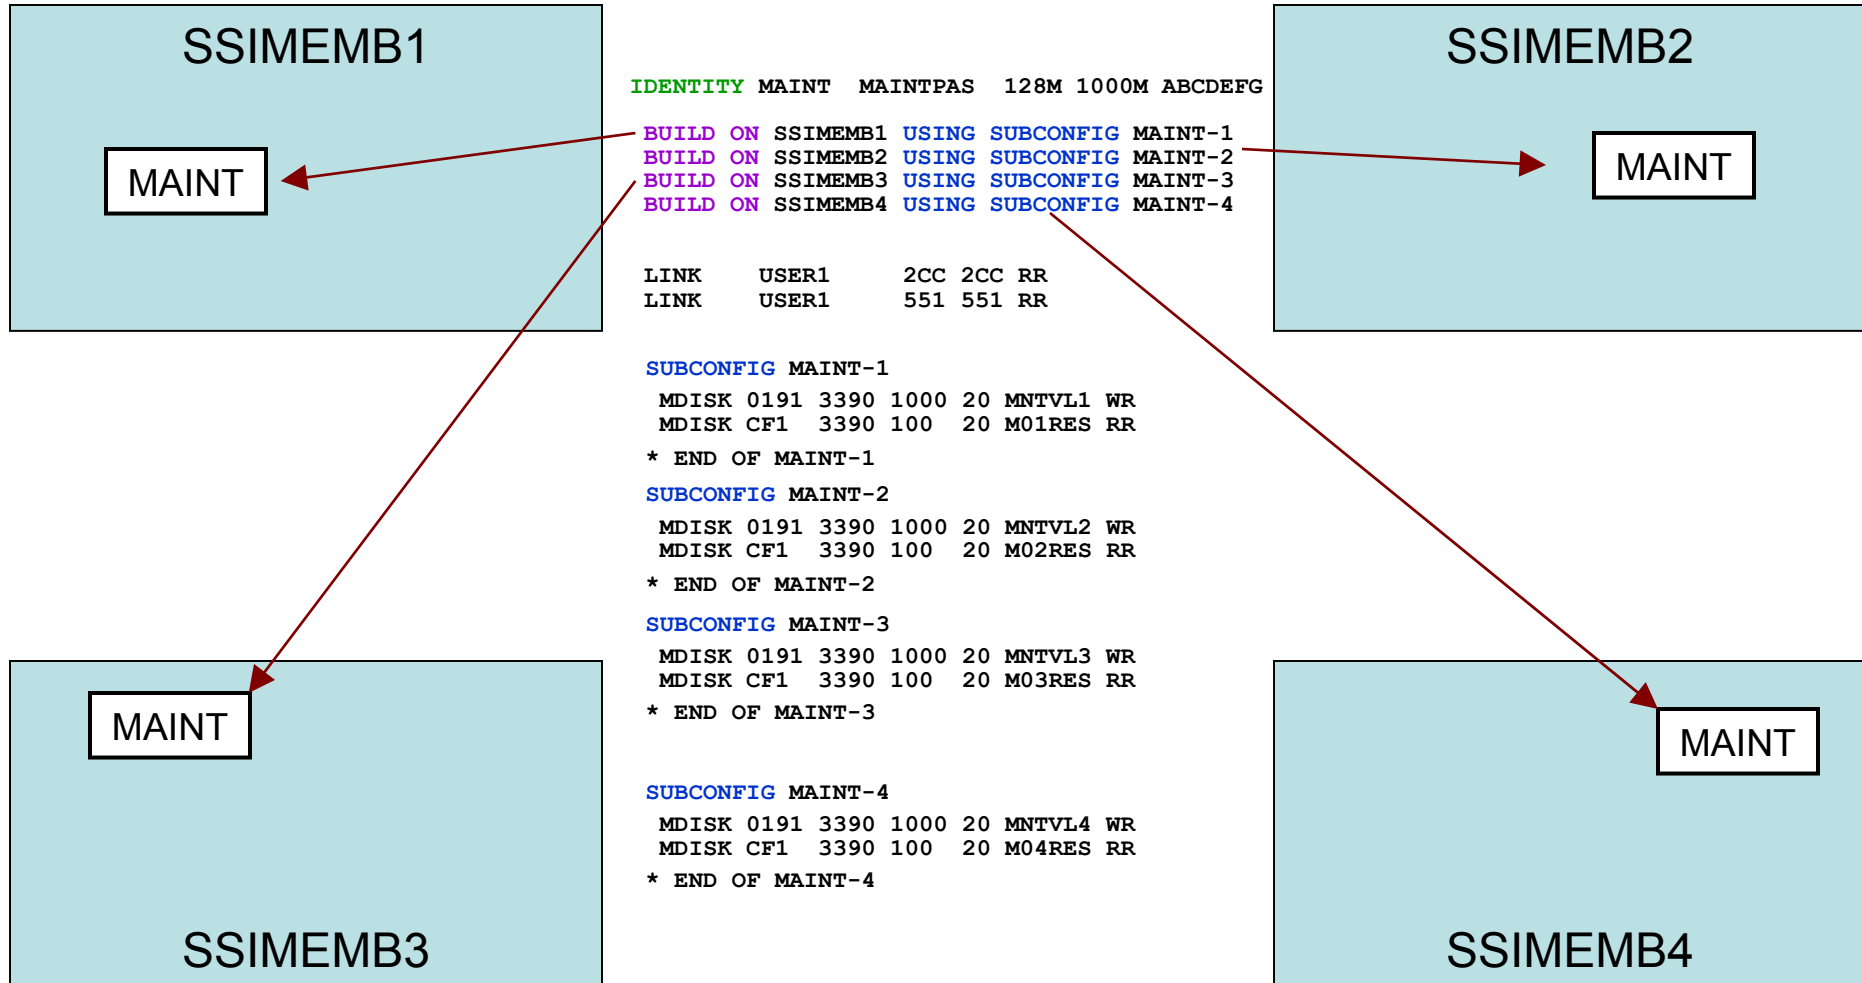 SSIMEMB1
MAINT
SSIMEMB2
MAINT
IDENTITY MAINT MAINTPAS 128M 1000M ABCDEFG
BUILD ON SSIMEMB1 USING SUBCONFIG MAINT-1
BUILD ON SSIMEMB2 USING SUBCONFIG MAINT-2
BUILD ON SSIMEMB3 USING SUBCONFIG MAINT-3
BUILD ON SSIMEMB4 USING SUBCONFIG MAINT-4
LINK USER1 2CC 2CC RR
LINK USER1 551 551 RR
SUBCONFIG MAINT-1
MDISK 0191 3390 1000 20 MNTVL1 WR
MDISK CF1 3390 100 20 M01RES RR
* END OF MAINT-1
SUBCONFIG MAINT-2
MDISK 0191 3390 1000 20 MNTVL2 WR
MDISK CF1 3390 100 20 M02RES RR
* END OF MAINT-2
SUBCONFIG MAINT-3
MDISK 0191 3390 1000 20 MNTVL3 WR
MDISK CF1 3390 100 20 M03RES RR
* END OF MAINT-3
SUBCONFIG MAINT-4
MDISK 0191 3390 1000 20 MNTVL4 WR
MDISK CF1 3390 100 20 M04RES RR
* END OF MAINT-4
MAINT
SSIMEMB3
MAINT
SSIMEMB4